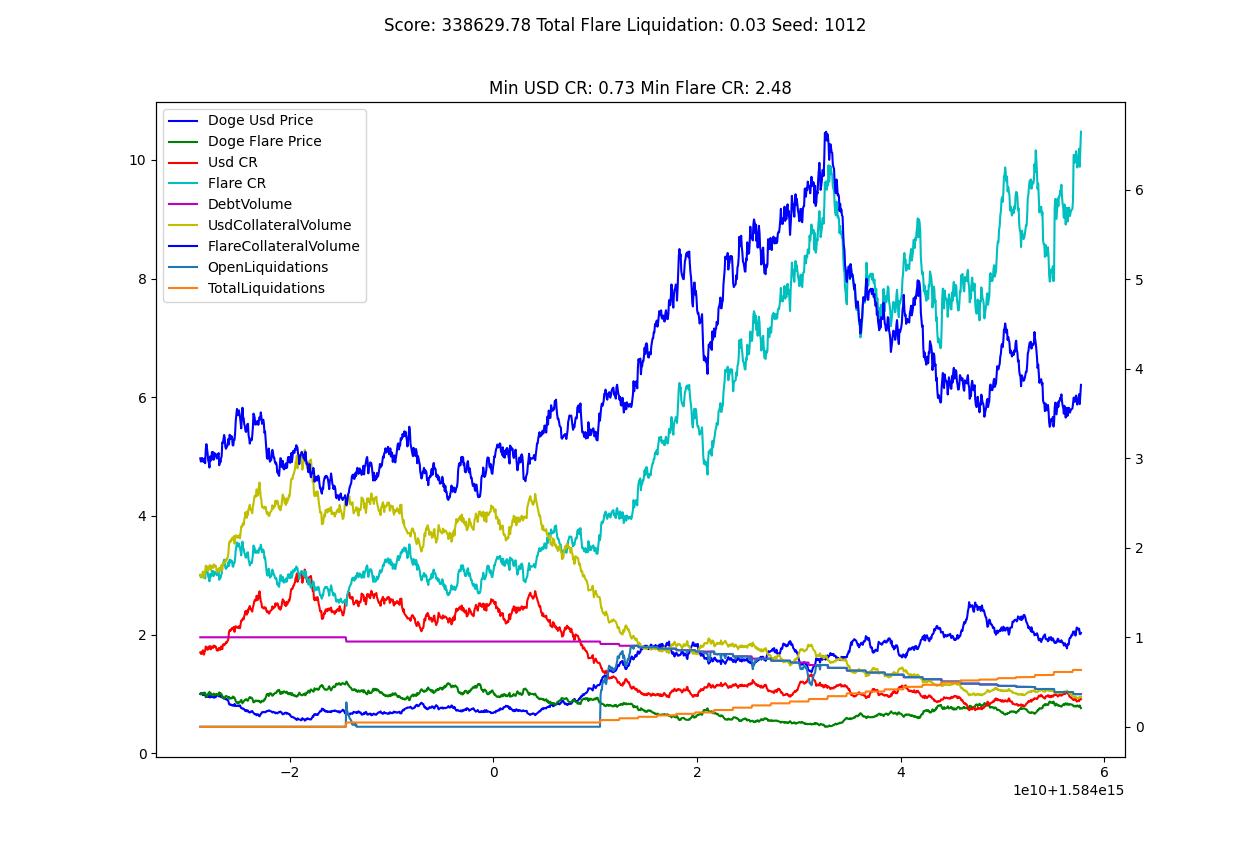 Score: 338629.78 Total Flare Liquidation: 0.03 Seed: 1012
Min USD CR: 0.73 Min Flare CR: 2.48
Doge Usd Price
Doge Flare Price
Usd CR
Flare CR
DebtVolume
UsdCollateralVolume
FlareCollateralVolume
OpenLiquidations
TotalLiquidations
10
8
6
4
2
0
6
5
4
3
2
1
0
−2
0
2
4
6
1e10+1.584e15